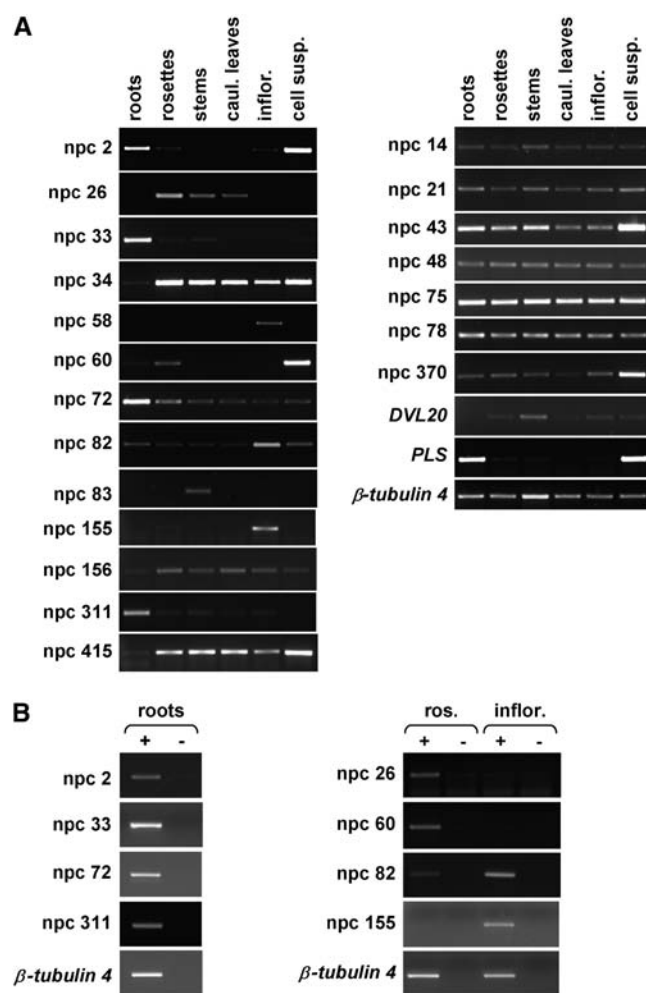 A
roots rosettes stems caul. leaves inflor. cell susp.
npc 2
npc 26
npc 33
npc 34
npc 58
npc 60
npc 72
npc 82
npc 83
npc 155
npc 156
npc 311
npc 415
roots rosettes stems caul. leaves inflor. cell susp.
npc 14
npc 21
npc 43
npc 48
npc 75
npc 78
npc 370
DVL20
PLS
β-tubulin 4
B
roots
+ -
npc 2
npc 33
npc 72
npc 311
β-tubulin 4
ros. inflor.
+ - + -
npc 26
npc 60
npc 82
npc 155
β-tubulin 4